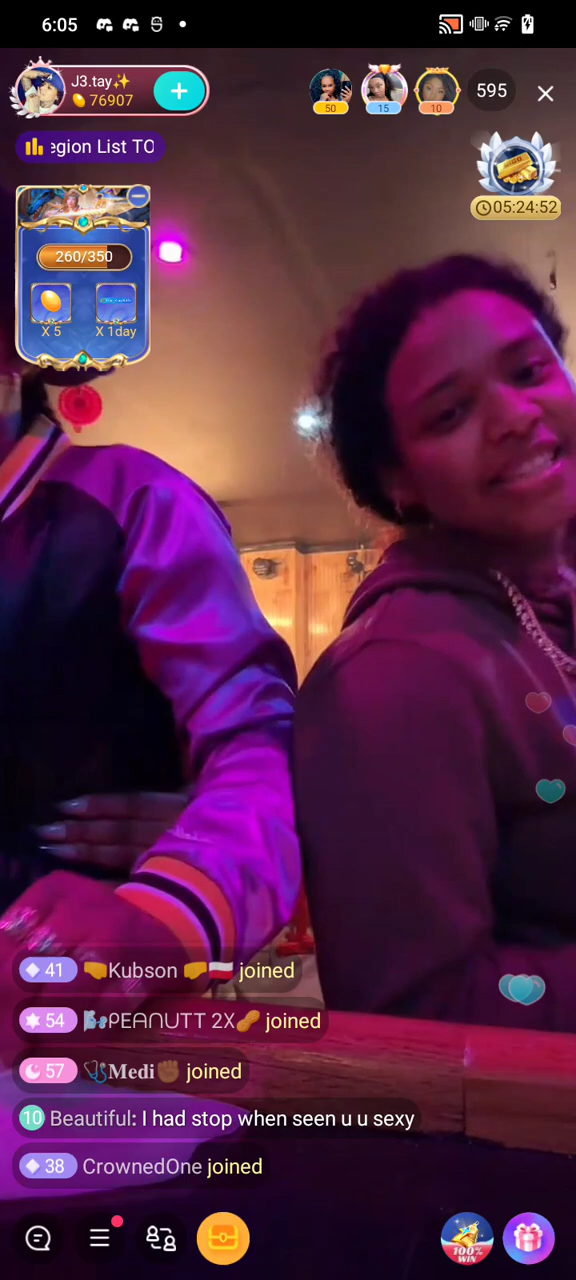 6:05
J3.tay✨
76907
+
50
15
10
595
egion List TO
05:24:52
260/350
X 5
X 1day
41 🤜Kubson 🤛🇵🇱 joined
54 🌬️ᑭEᗩᑎᑌTT 2X🥜 joined
57 🩺𝐌𝐞𝐝𝐢✊🏾 joined
10 Beautiful: I had stop when seen u u sexy
38 CrownedOne joined
100%
WIN